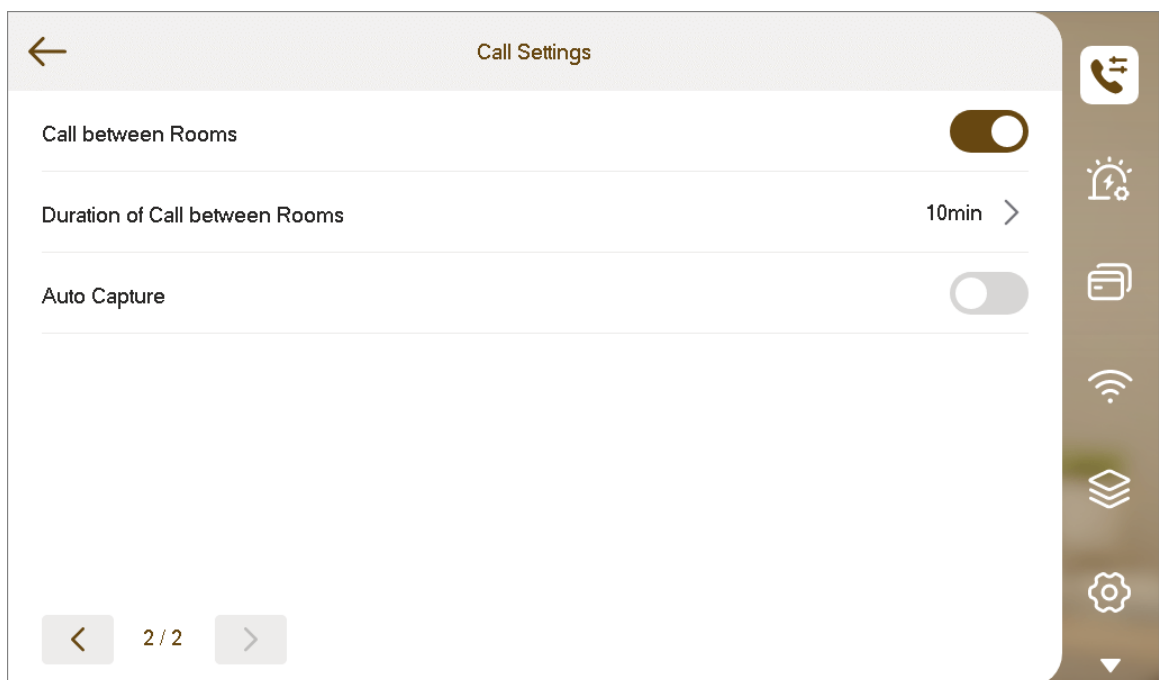 Call Settings
Call between Rooms
Duration of Call between Rooms 10min
Auto Capture
2 / 2